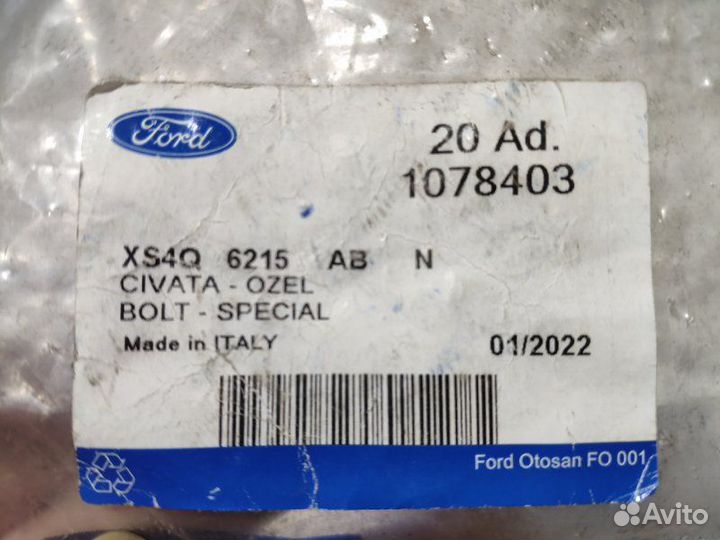 Ford
20 Ad.
1078403
XS4Q 6215 AB N
CIVATA - OZEL
BOLT - SPECIAL
Made in ITALY
01/2022
Ford Otosan FO 001
Avito